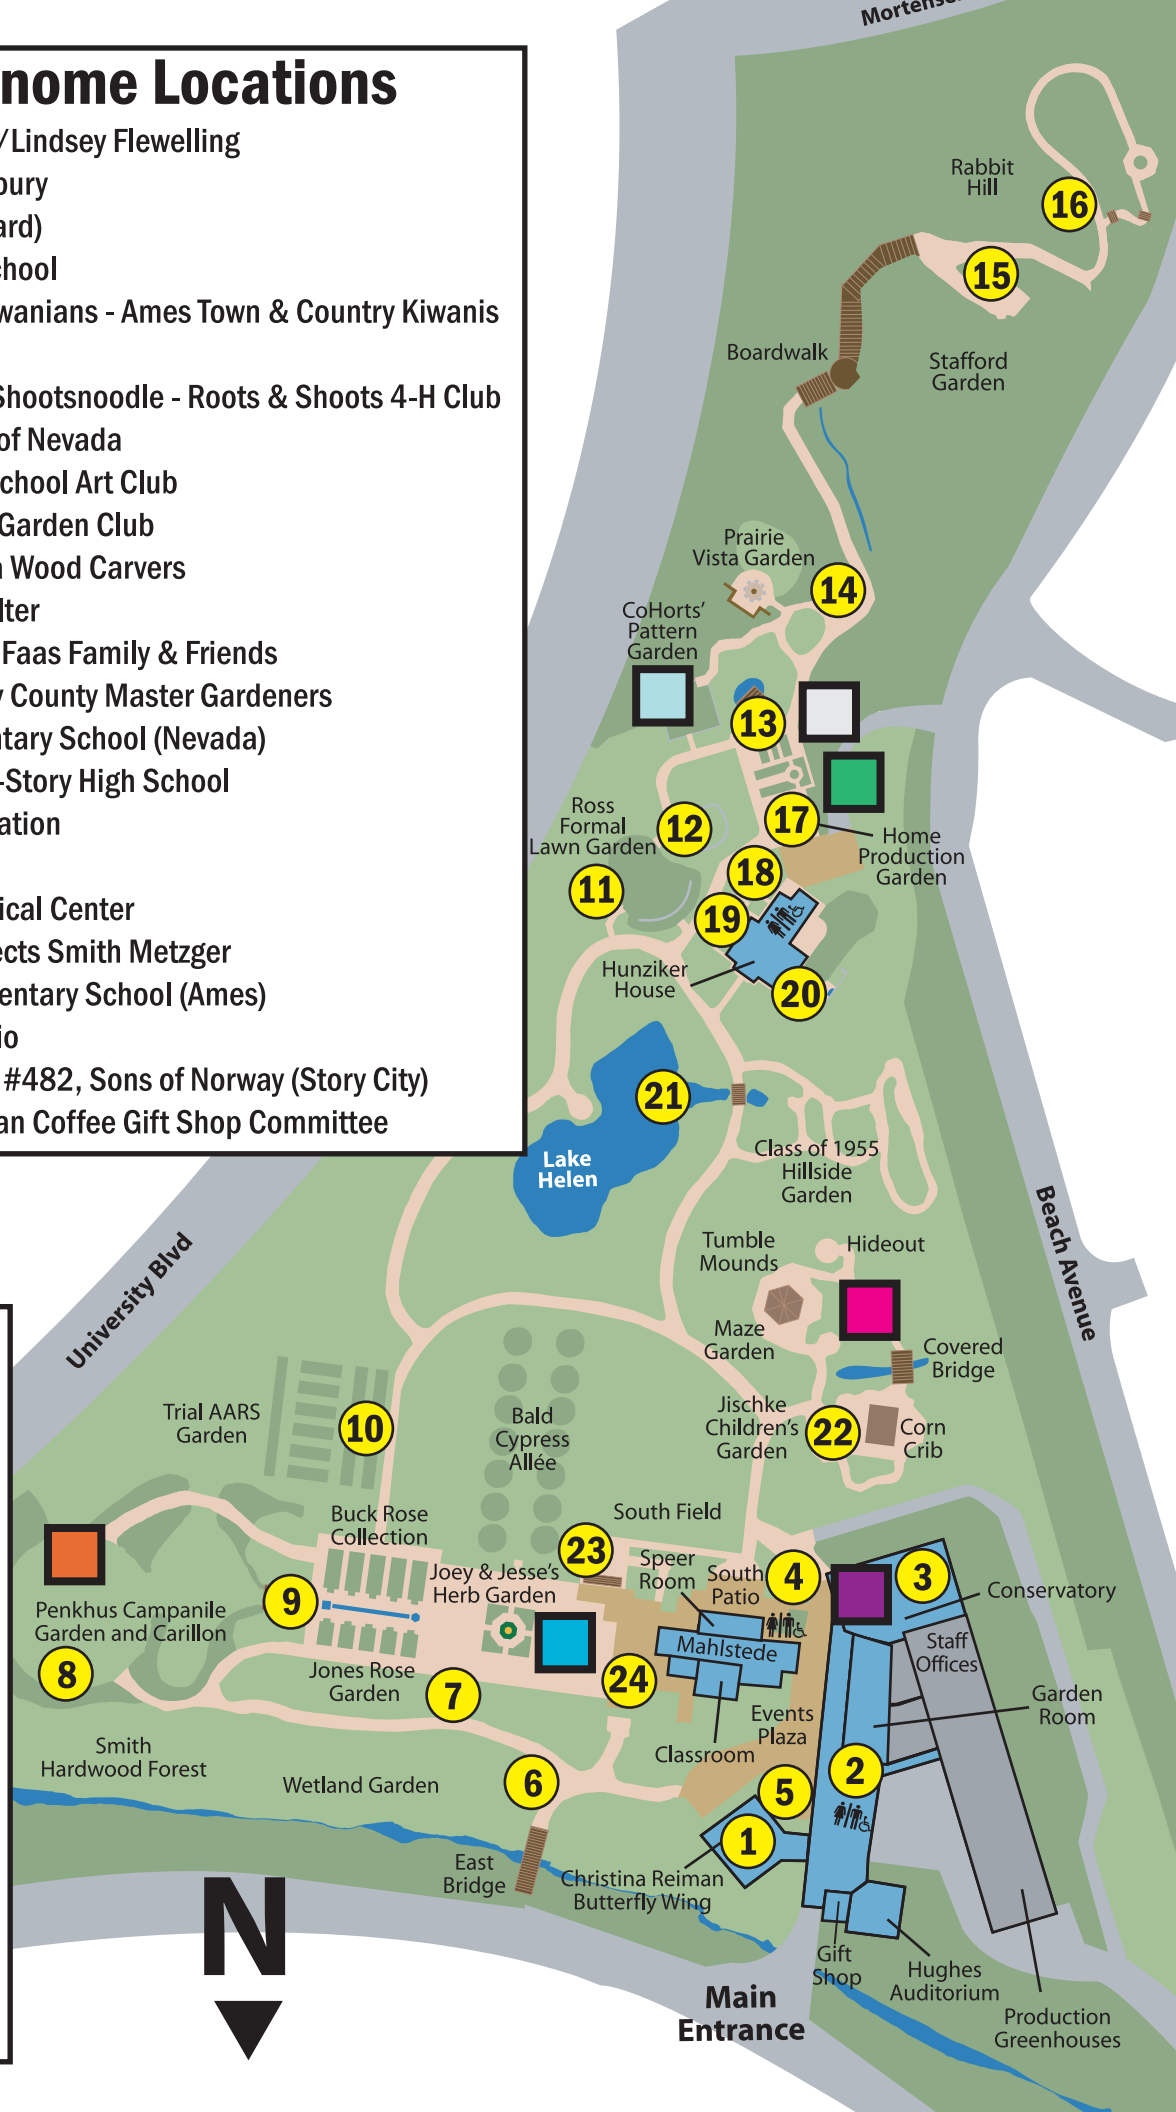 nome Locations
/Lindsey Flewelling
bury
ard)
chool
wanians - Ames Town & Country Kiwanis
Shootsnoodle - Roots & Shoots 4-H Club
of Nevada
chool Art Club
Garden Club
Wood Carvers
lter
Faas Family & Friends
y County Master Gardeners
ntary School (Nevada)
-Story High School
ation
ical Center
ects Smith Metzger
entary School (Ames)
io
#482, Sons of Norway (Story City)
an Coffee Gift Shop Committee
Rabbit
Hill
16
15
Boardwalk
Stafford
Garden
Prairie
Vista Garden
14
CoHorts'
Pattern
Garden
13
Ross
Formal
Lawn Garden
12
17
Home
Production
Garden
11
18
19
Hunziker
House
20
21
Lake
Helen
Class of 1955
Hillside
Garden
Beach Avenue
University Blvd
Tumble
Mounds
Hideout
Maze
Garden
Covered
Bridge
Trial AARS
Garden
10
Bald
Cypress
Allée
Jischke
Children's
Garden
22
Corn
Crib
Buck Rose
Collection
South Field
23
Joey & Jesse's
Herb Garden
Speer
Room
South
Patio
4
3
Conservatory
9
Penkhus Campanile
Garden and Carillon
8
Mahlstede
Staff
Offices
Jones Rose
Garden
7
24
Garden
Room
Events
Plaza
Classroom
Smith
Hardwood Forest
Wetland Garden
6
2
5
1
East
Bridge
Christina Reiman
Butterfly Wing
N
Gift
Shop
Hughes
Auditorium
Main
Entrance
Production
Greenhouses